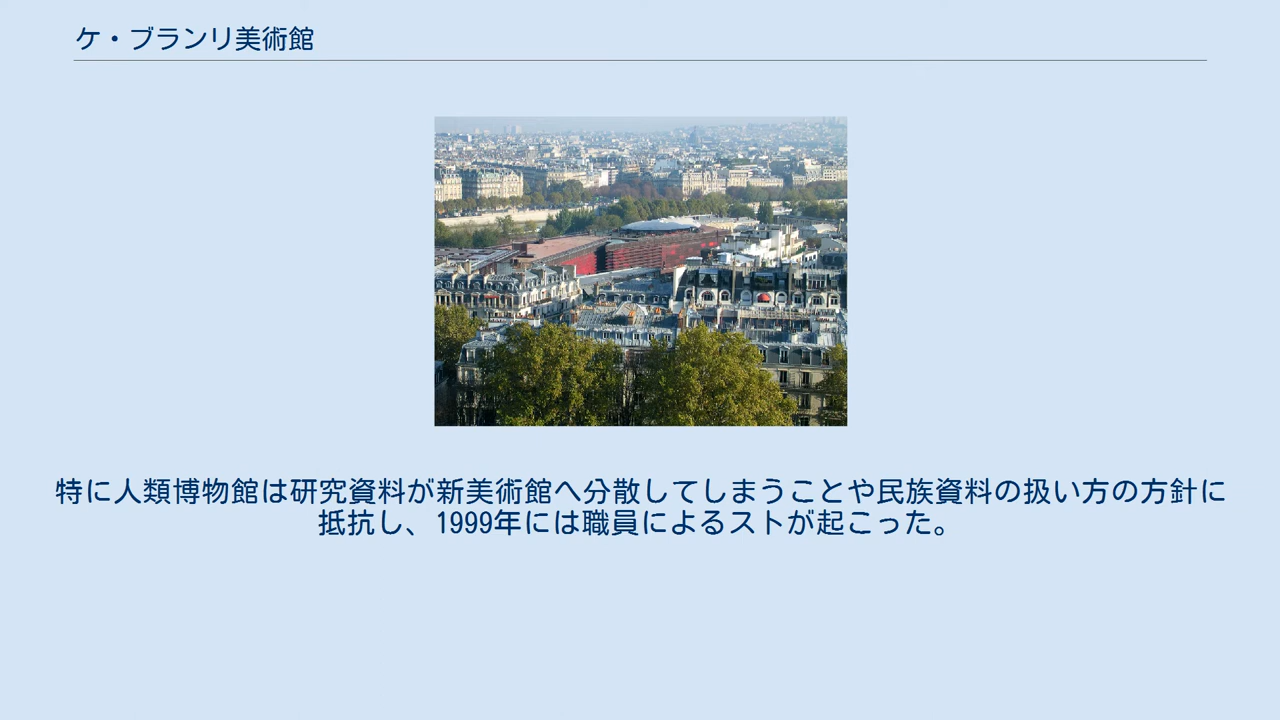 ケ・ブランリ美術館
特に人類博物館は研究資料が新美術館へ分散してしまうことや民族資料の扱い方の方針に
抵抗し、1999年には職員によるストが起こった。